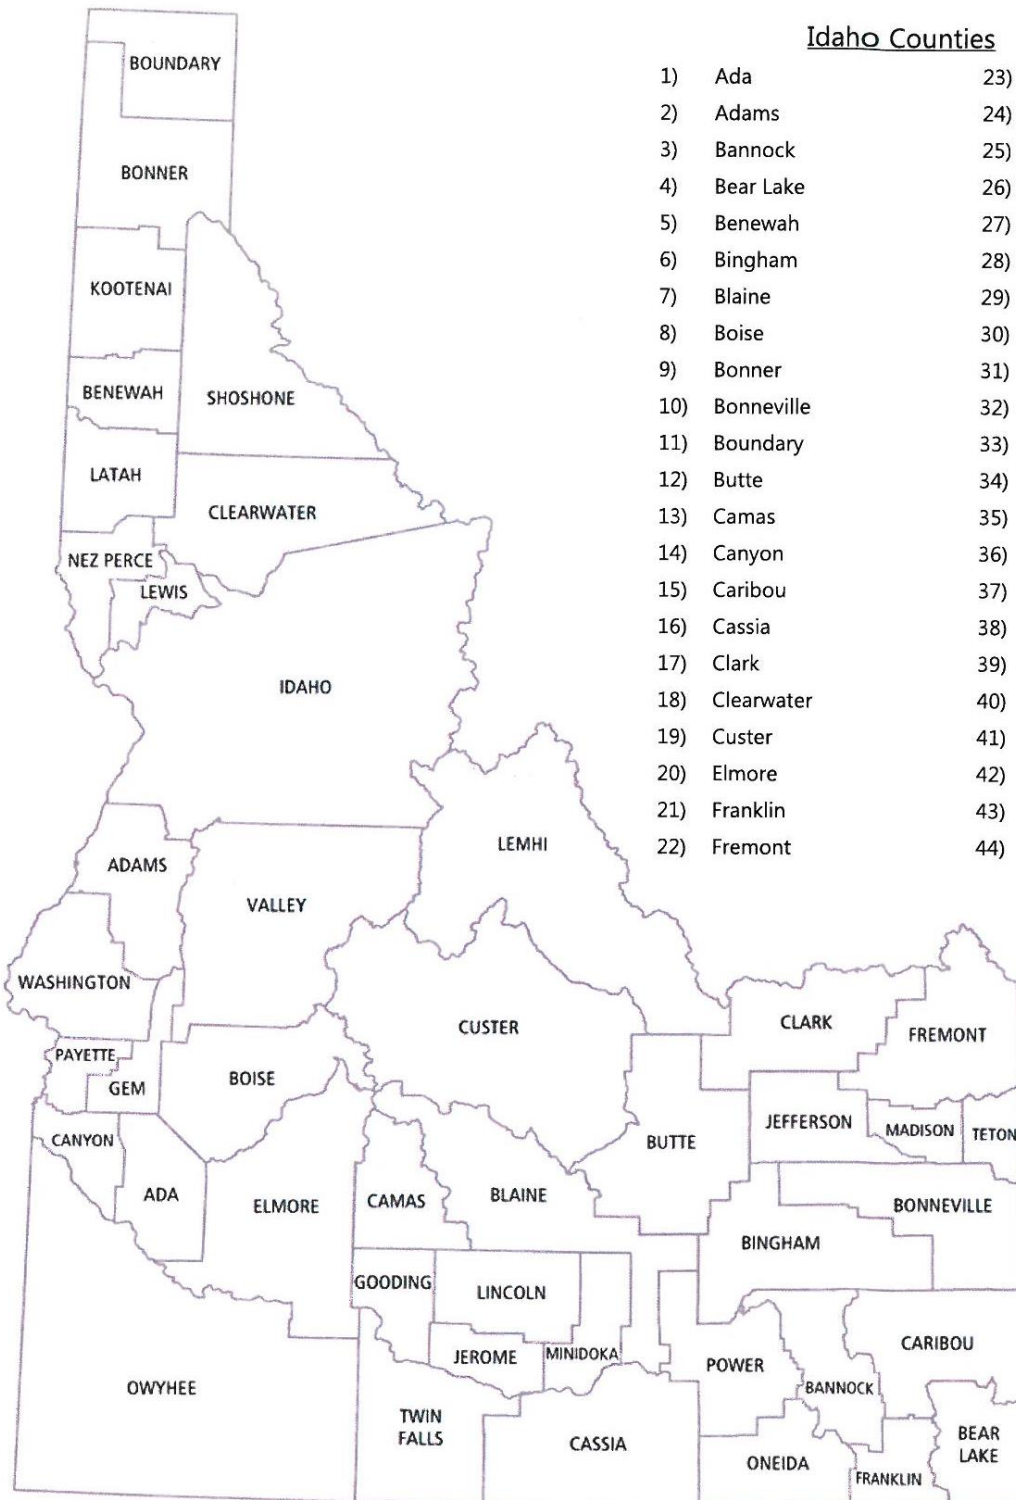 Idaho Counties
1) Ada 23)
2) Adams 24)
3) Bannock 25)
4) Bear Lake 26)
5) Benewah 27)
6) Bingham 28)
7) Blaine 29)
8) Boise 30)
9) Bonner 31)
10) Bonneville 32)
11) Boundary 33)
12) Butte 34)
13) Camas 35)
14) Canyon 36)
15) Caribou 37)
16) Cassia 38)
17) Clark 39)
18) Clearwater 40)
19) Custer 41)
20) Elmore 42)
21) Franklin 43)
22) Fremont 44)
BOUNDARY
BONNER
KOOTENAI
BENEWAH
SHOSHONE
LATAH
CLEARWATER
NEZ PERCE
LEWIS
IDAHO
ADAMS
LEMHI
VALLEY
WASHINGTON
CUSTER
CLARK
FREMONT
PAYETTE
GEM
BOISE
CANYON
BUTTE
JEFFERSON
MADISON
TETON
ADA
ELMORE
CAMAS
BLAINE
BONNEVILLE
BINGHAM
GOODING
LINCOLN
JEROME
MINIDOKA
POWER
CARIBOU
OWYHEE
BANNOCK
TWIN
FALLS
CASSIA
BEAR
LAKE
ONEIDA
FRANKLIN